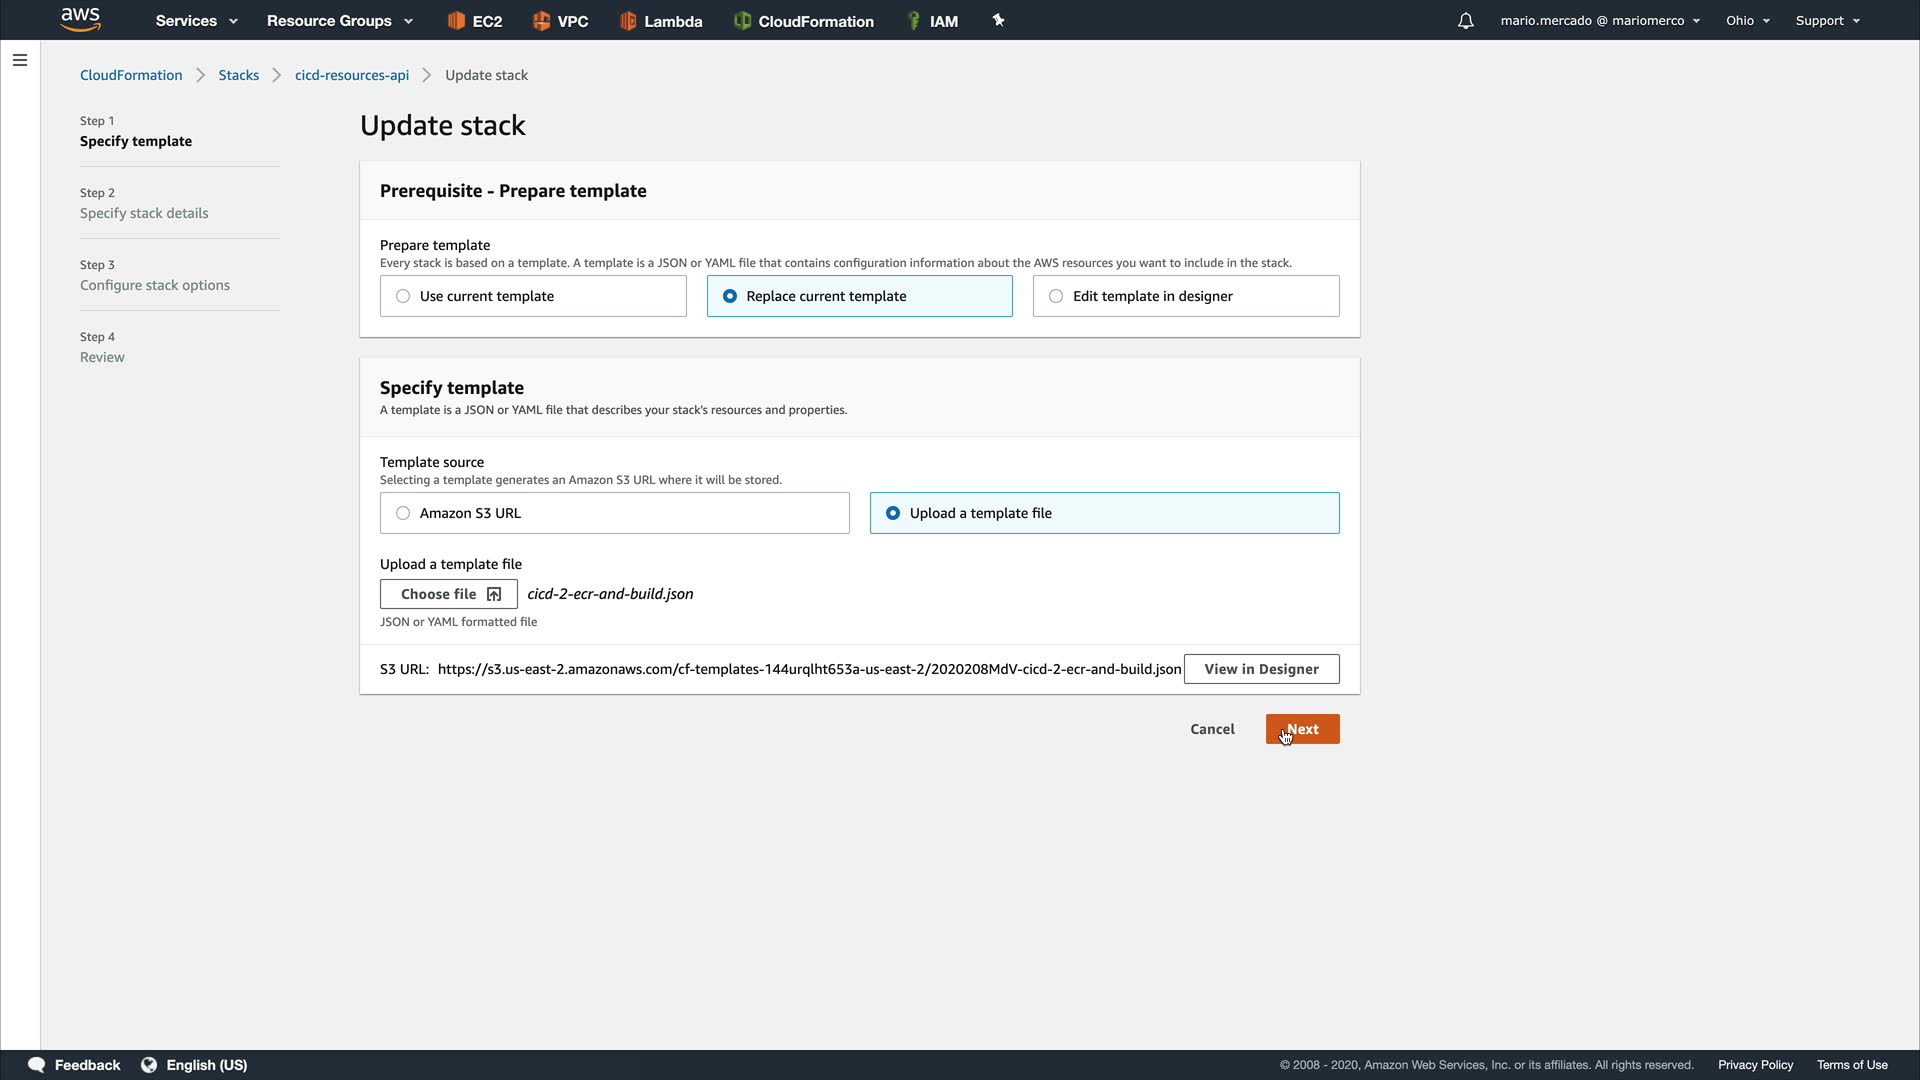 aws Services Resource Groups EC2 VPC Lambda CloudFormation IAM mario.mercado @ mariomerco Ohio Support
CloudFormation Stacks cicd-resources-api Update stack
Step 1
Specify template
Step 2
Specify stack details
Step 3
Configure stack options
Step 4
Review
Update stack
Prerequisite - Prepare template
Prepare template
Every stack is based on a template. A template is a JSON or YAML file that contains configuration information about the AWS resources you want to include in the stack.
Use current template Replace current template Edit template in designer
Specify template
A template is a JSON or YAML file that describes your stack's resources and properties.
Template source
Selecting a template generates an Amazon S3 URL where it will be stored.
Amazon S3 URL Upload a template file
Upload a template file
Choose file cicd-2-ecr-and-build.json
JSON or YAML formatted file
S3 URL: https://s3.us-east-2.amazonaws.com/cf-templates-144urqlht653a-us-east-2/2020208MdV-cicd-2-ecr-and-build.json View in Designer
Cancel Next
Feedback English (US) © 2008 - 2020, Amazon Web Services, Inc. or its affiliates. All rights reserved. Privacy Policy Terms of Use